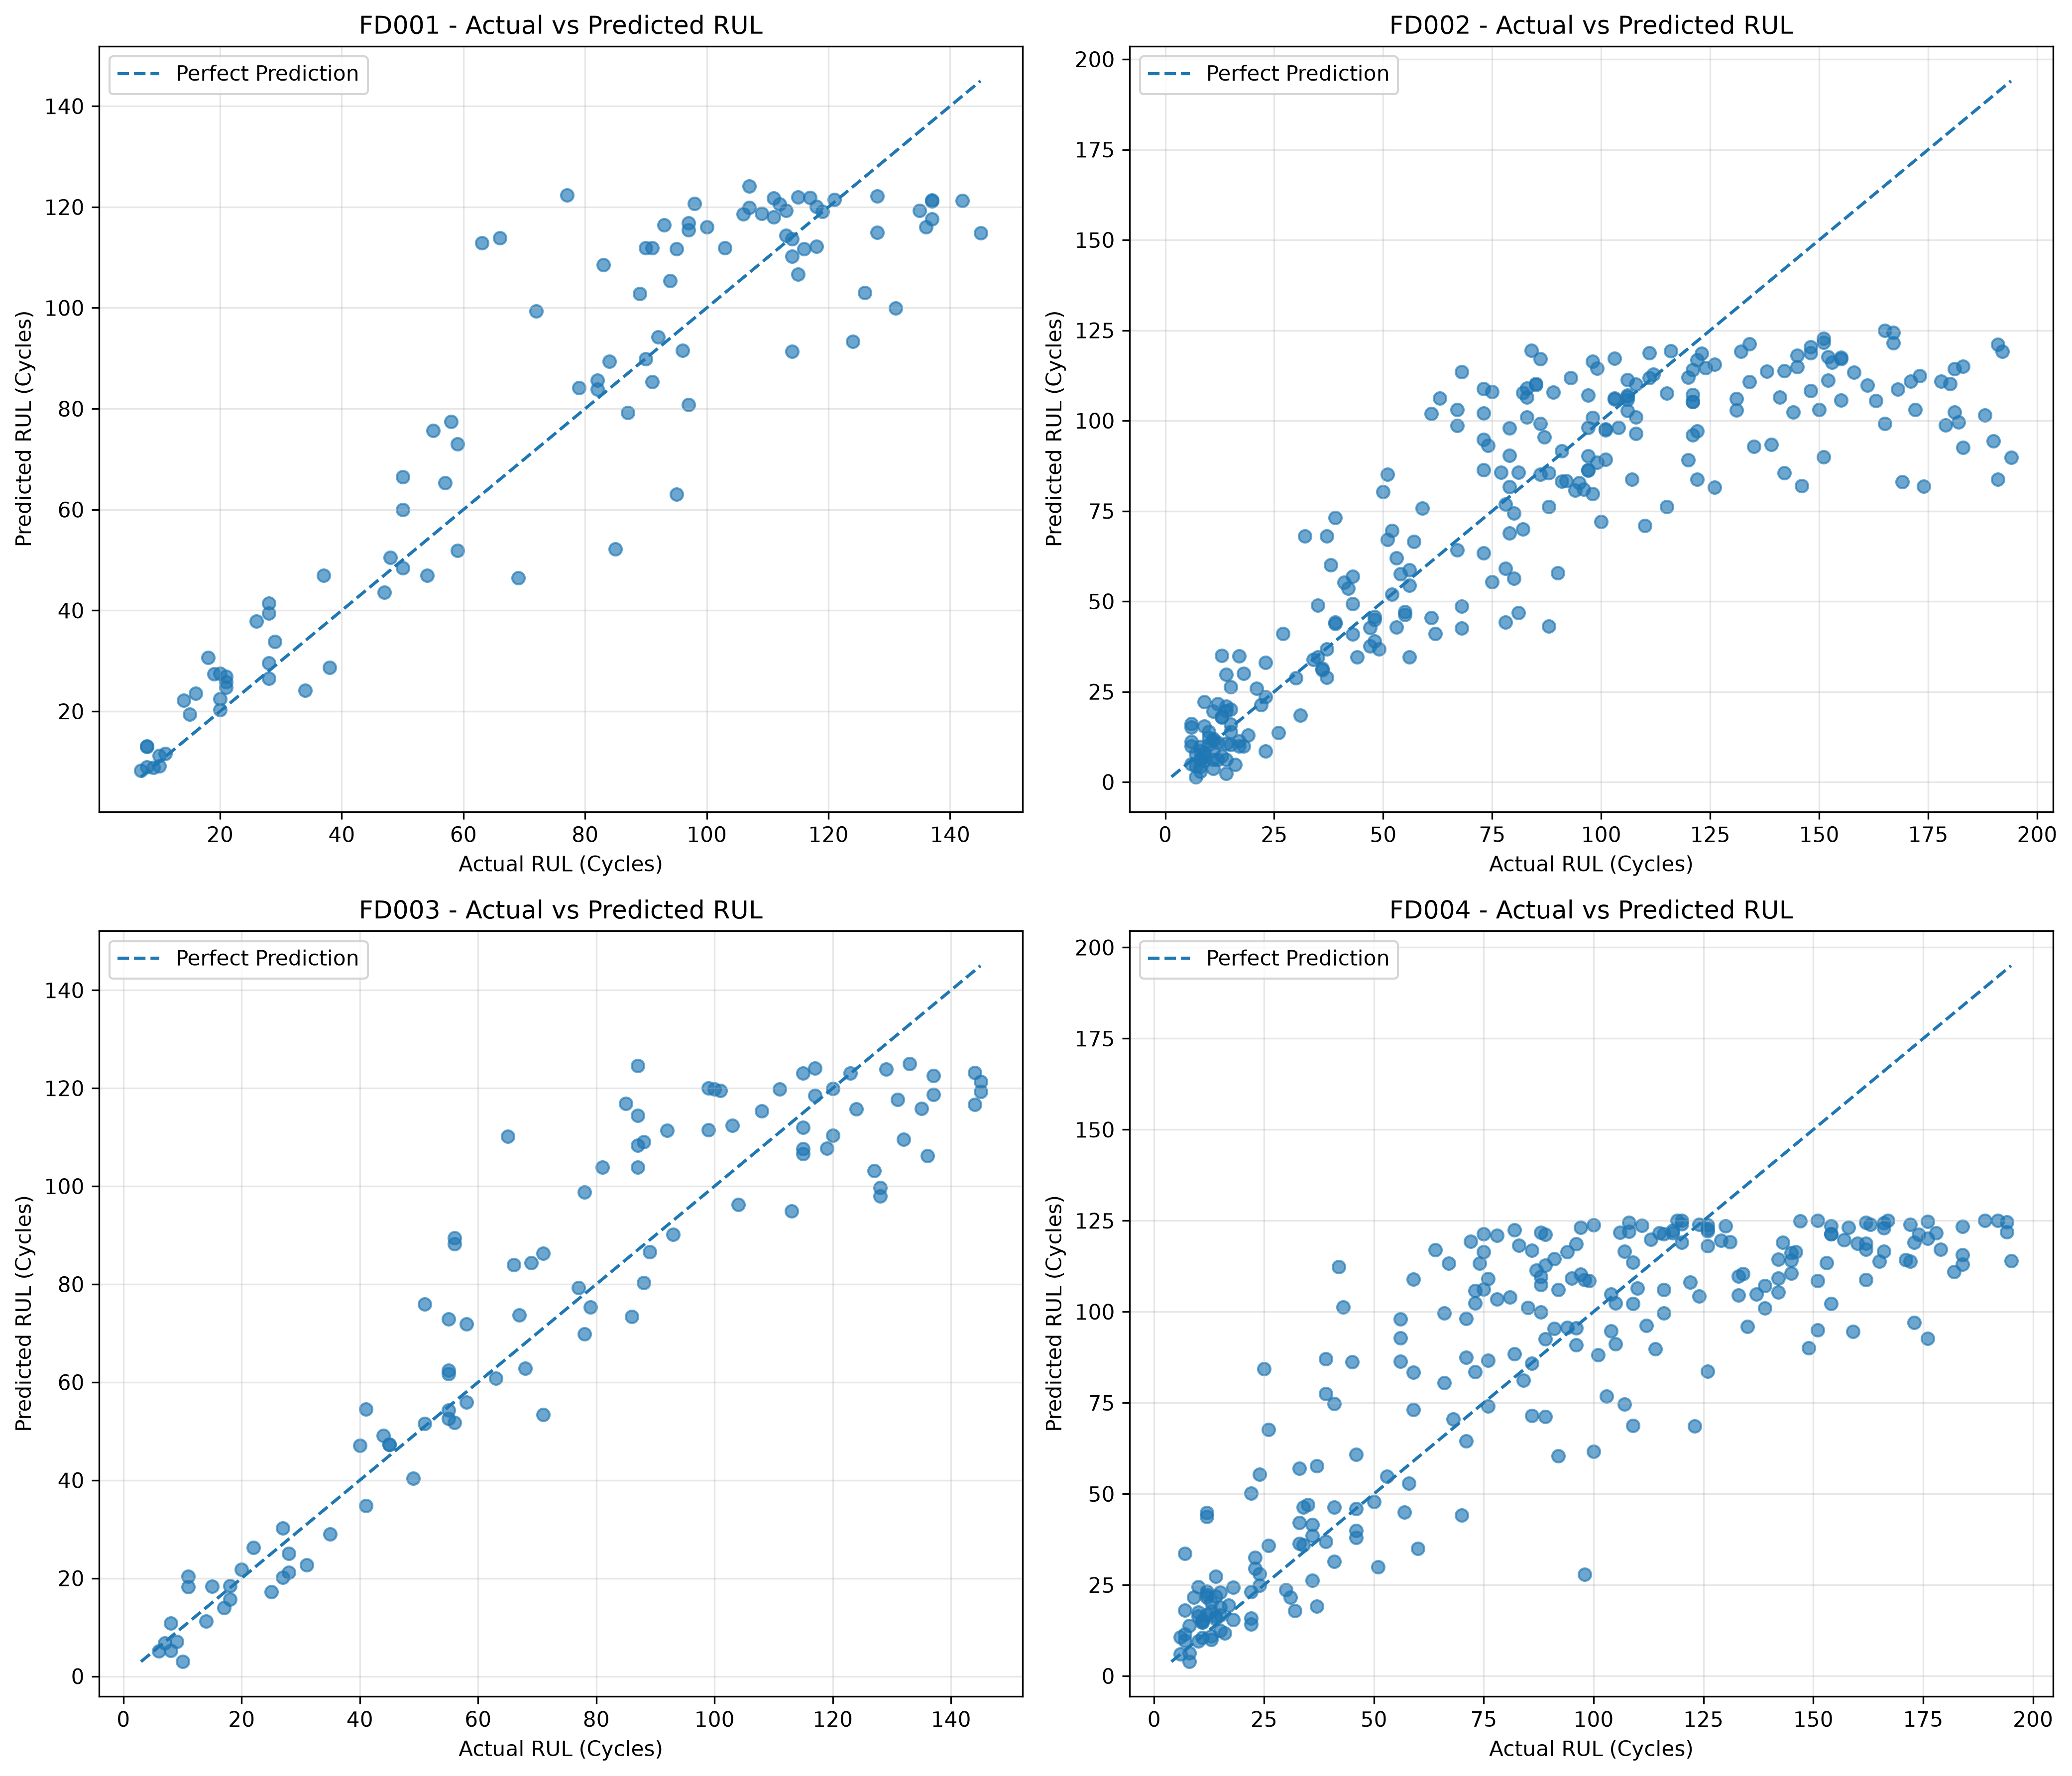 FD001 - Actual vs Predicted RUL
Perfect Prediction
Predicted RUL (Cycles)
140
120
100
80
60
40
20
20 40 60 80 100 120 140
Actual RUL (Cycles)
FD002 - Actual vs Predicted RUL
Perfect Prediction
Predicted RUL (Cycles)
200
175
150
125
100
75
50
25
0
0 25 50 75 100 125 150 175 200
Actual RUL (Cycles)
FD003 - Actual vs Predicted RUL
Perfect Prediction
Predicted RUL (Cycles)
140
120
100
80
60
40
20
0
0 20 40 60 80 100 120 140
Actual RUL (Cycles)
FD004 - Actual vs Predicted RUL
Perfect Prediction
Predicted RUL (Cycles)
200
175
150
125
100
75
50
25
0
0 25 50 75 100 125 150 175 200
Actual RUL (Cycles)